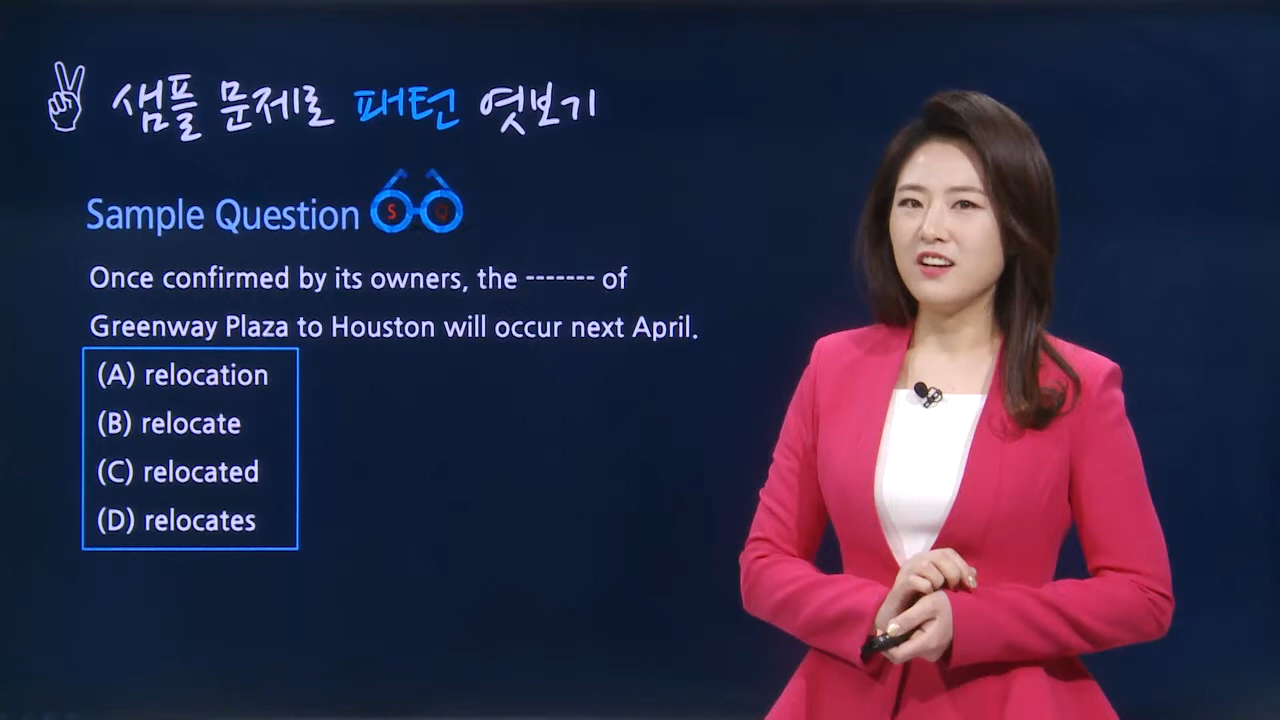 샘플 문제로 패턴 엿보기
Sample Question S Q
Once confirmed by its owners, the ------- of
Greenway Plaza to Houston will occur next April.
(A) relocation
(B) relocate
(C) relocated
(D) relocates